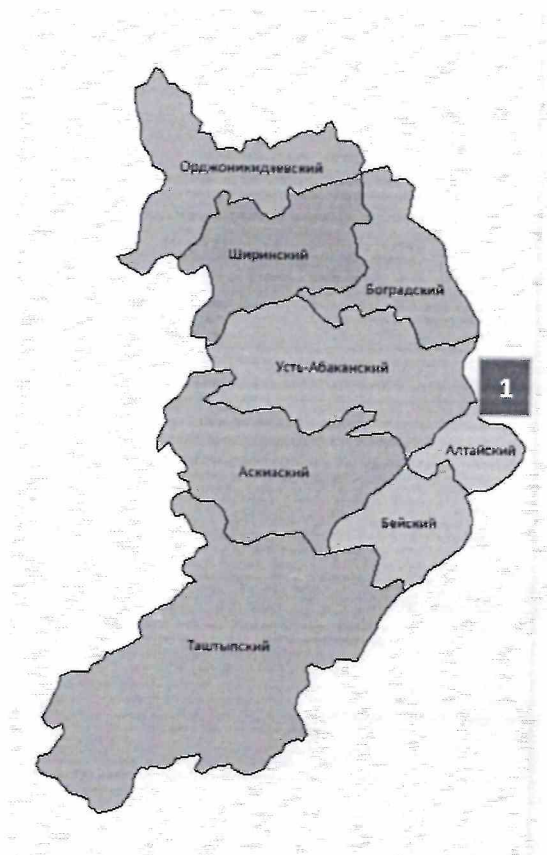 Орджоникидзевский
Ширинский
Боградский
Усть-Абаканский
1
Алтайский
Аскизский
Бейский
Таштыпский